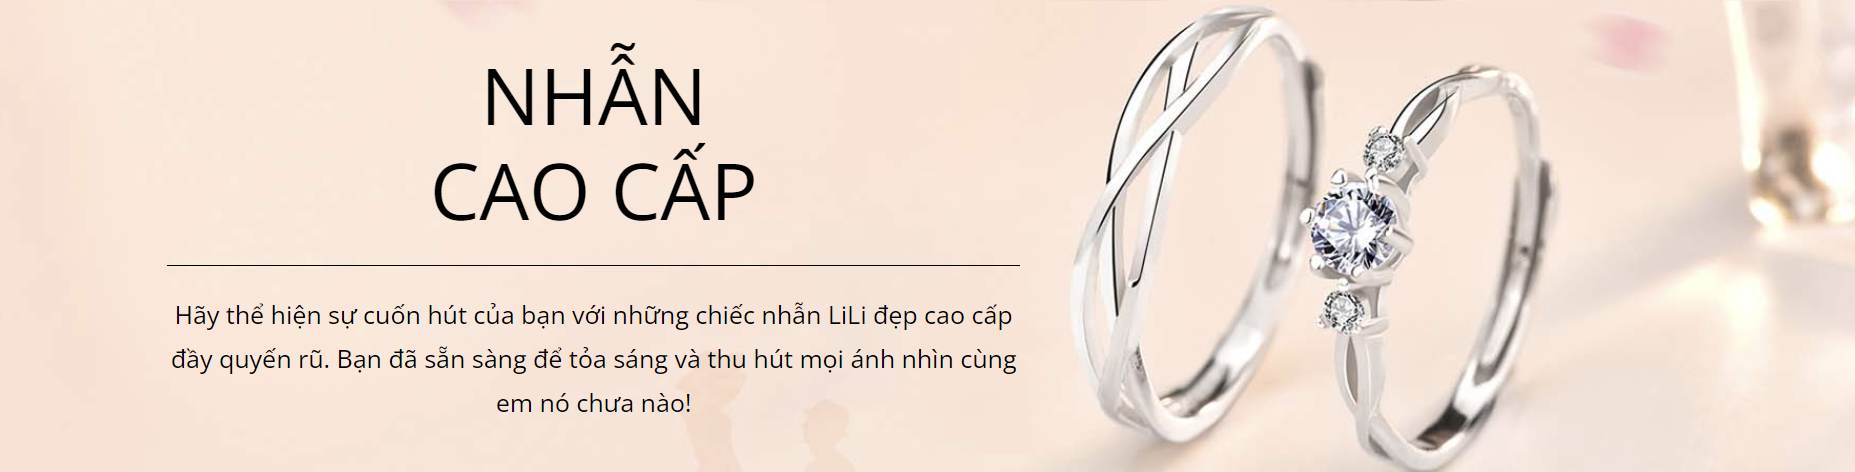 NHẪN
CAO CẤP
Hãy thể hiện sự cuốn hút của bạn với những chiếc nhẫn LiLi đẹp cao cấp
đầy quyến rũ. Bạn đã sẵn sàng để tỏa sáng và thu hút mọi ánh nhìn cùng
em nó chưa nào!